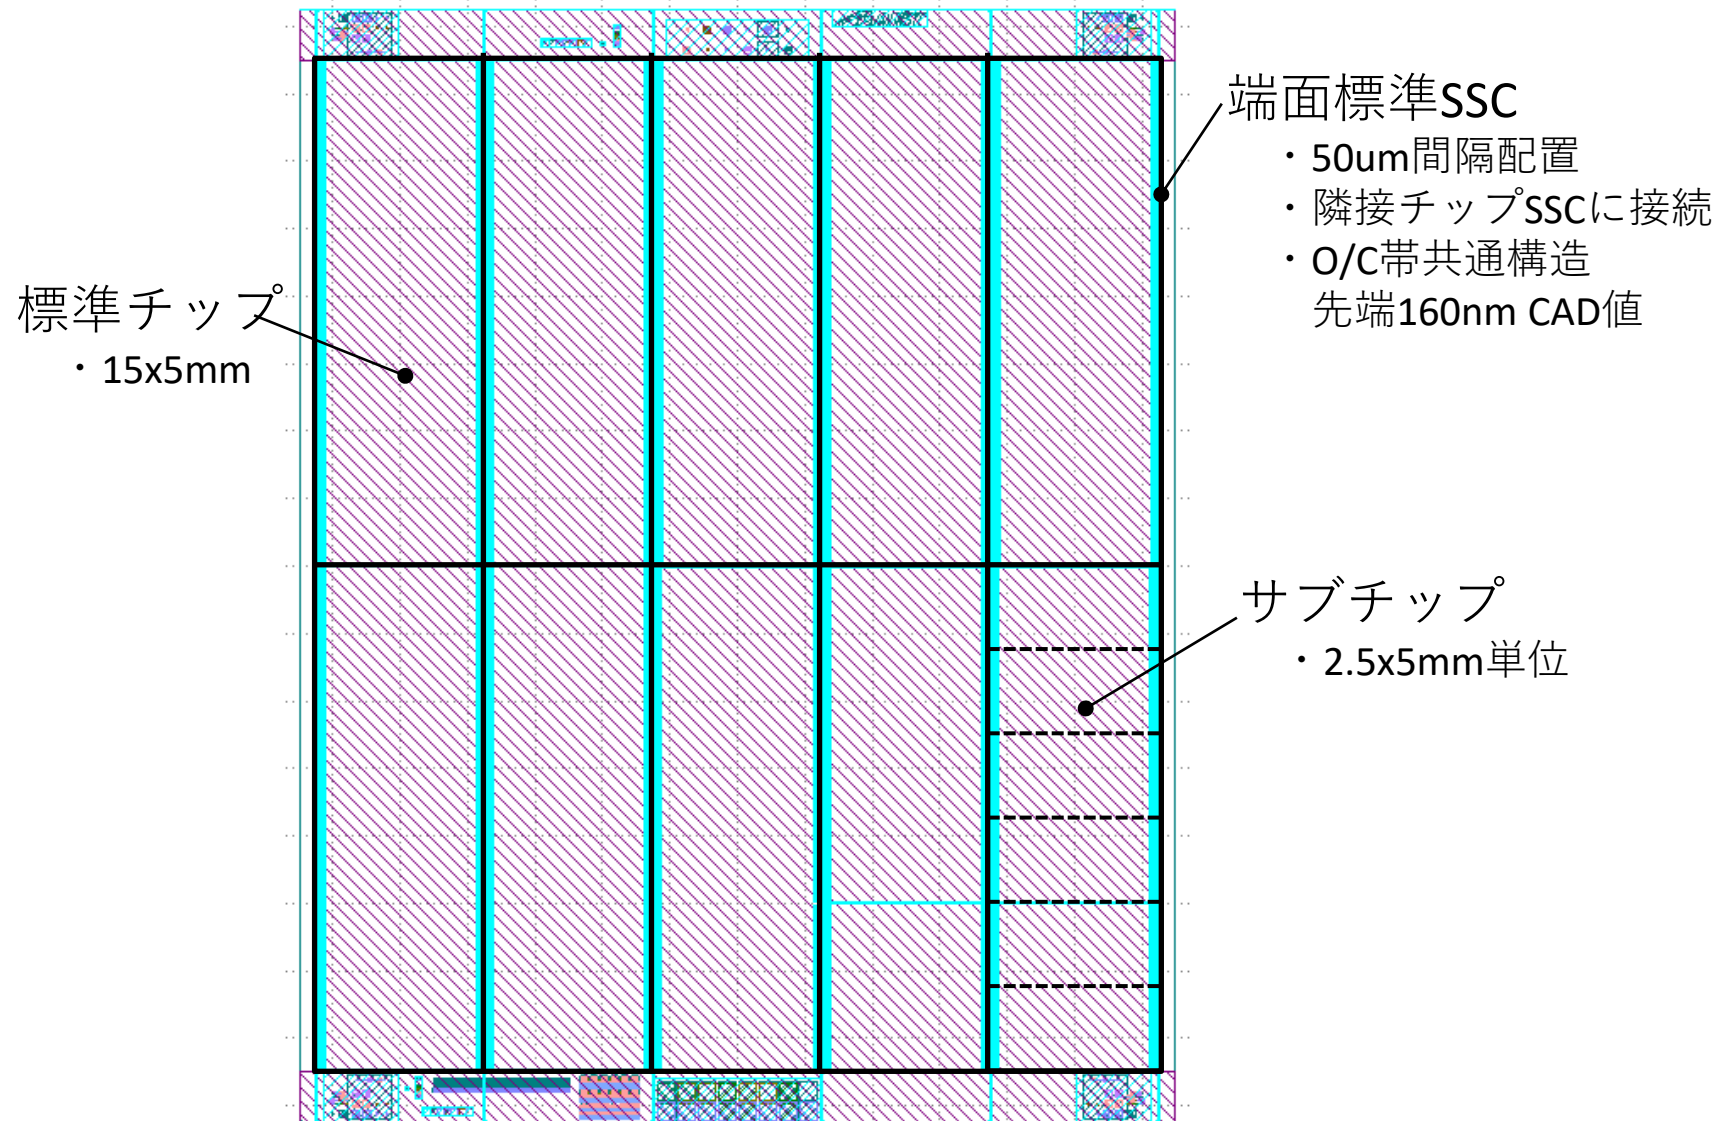 端面標準SSC
・50um間隔配置
・隣接チップSSCに接続
・O/C帯共通構造
先端160nm CAD値
標準チップ
・15x5mm
サブチップ
・2.5x5mm単位